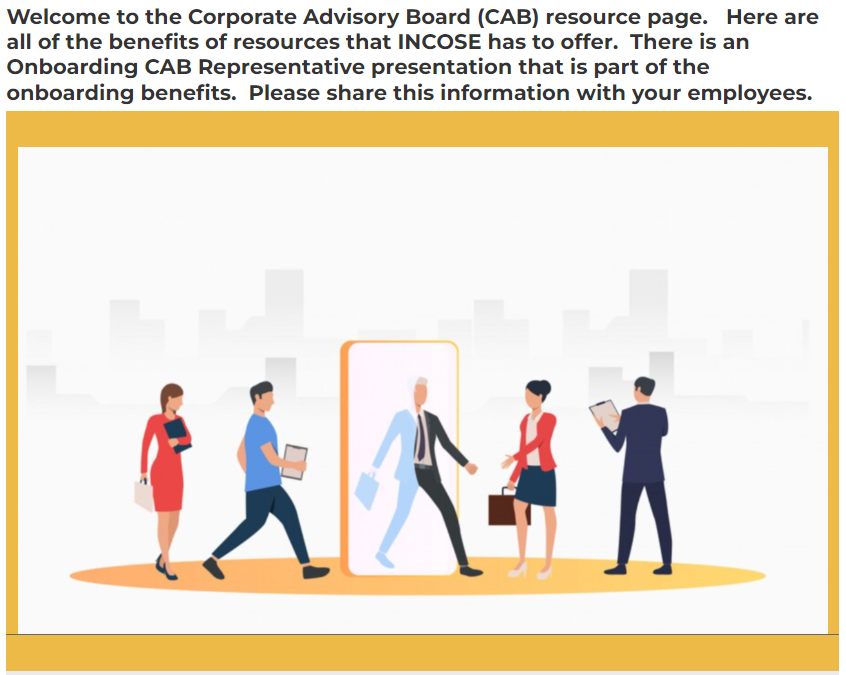 Welcome to the Corporate Advisory Board (CAB) resource page.   Here are
all of the benefits of resources that INCOSE has to offer.  There is an
Onboarding CAB Representative presentation that is part of the
onboarding benefits.  Please share this information with your employees.